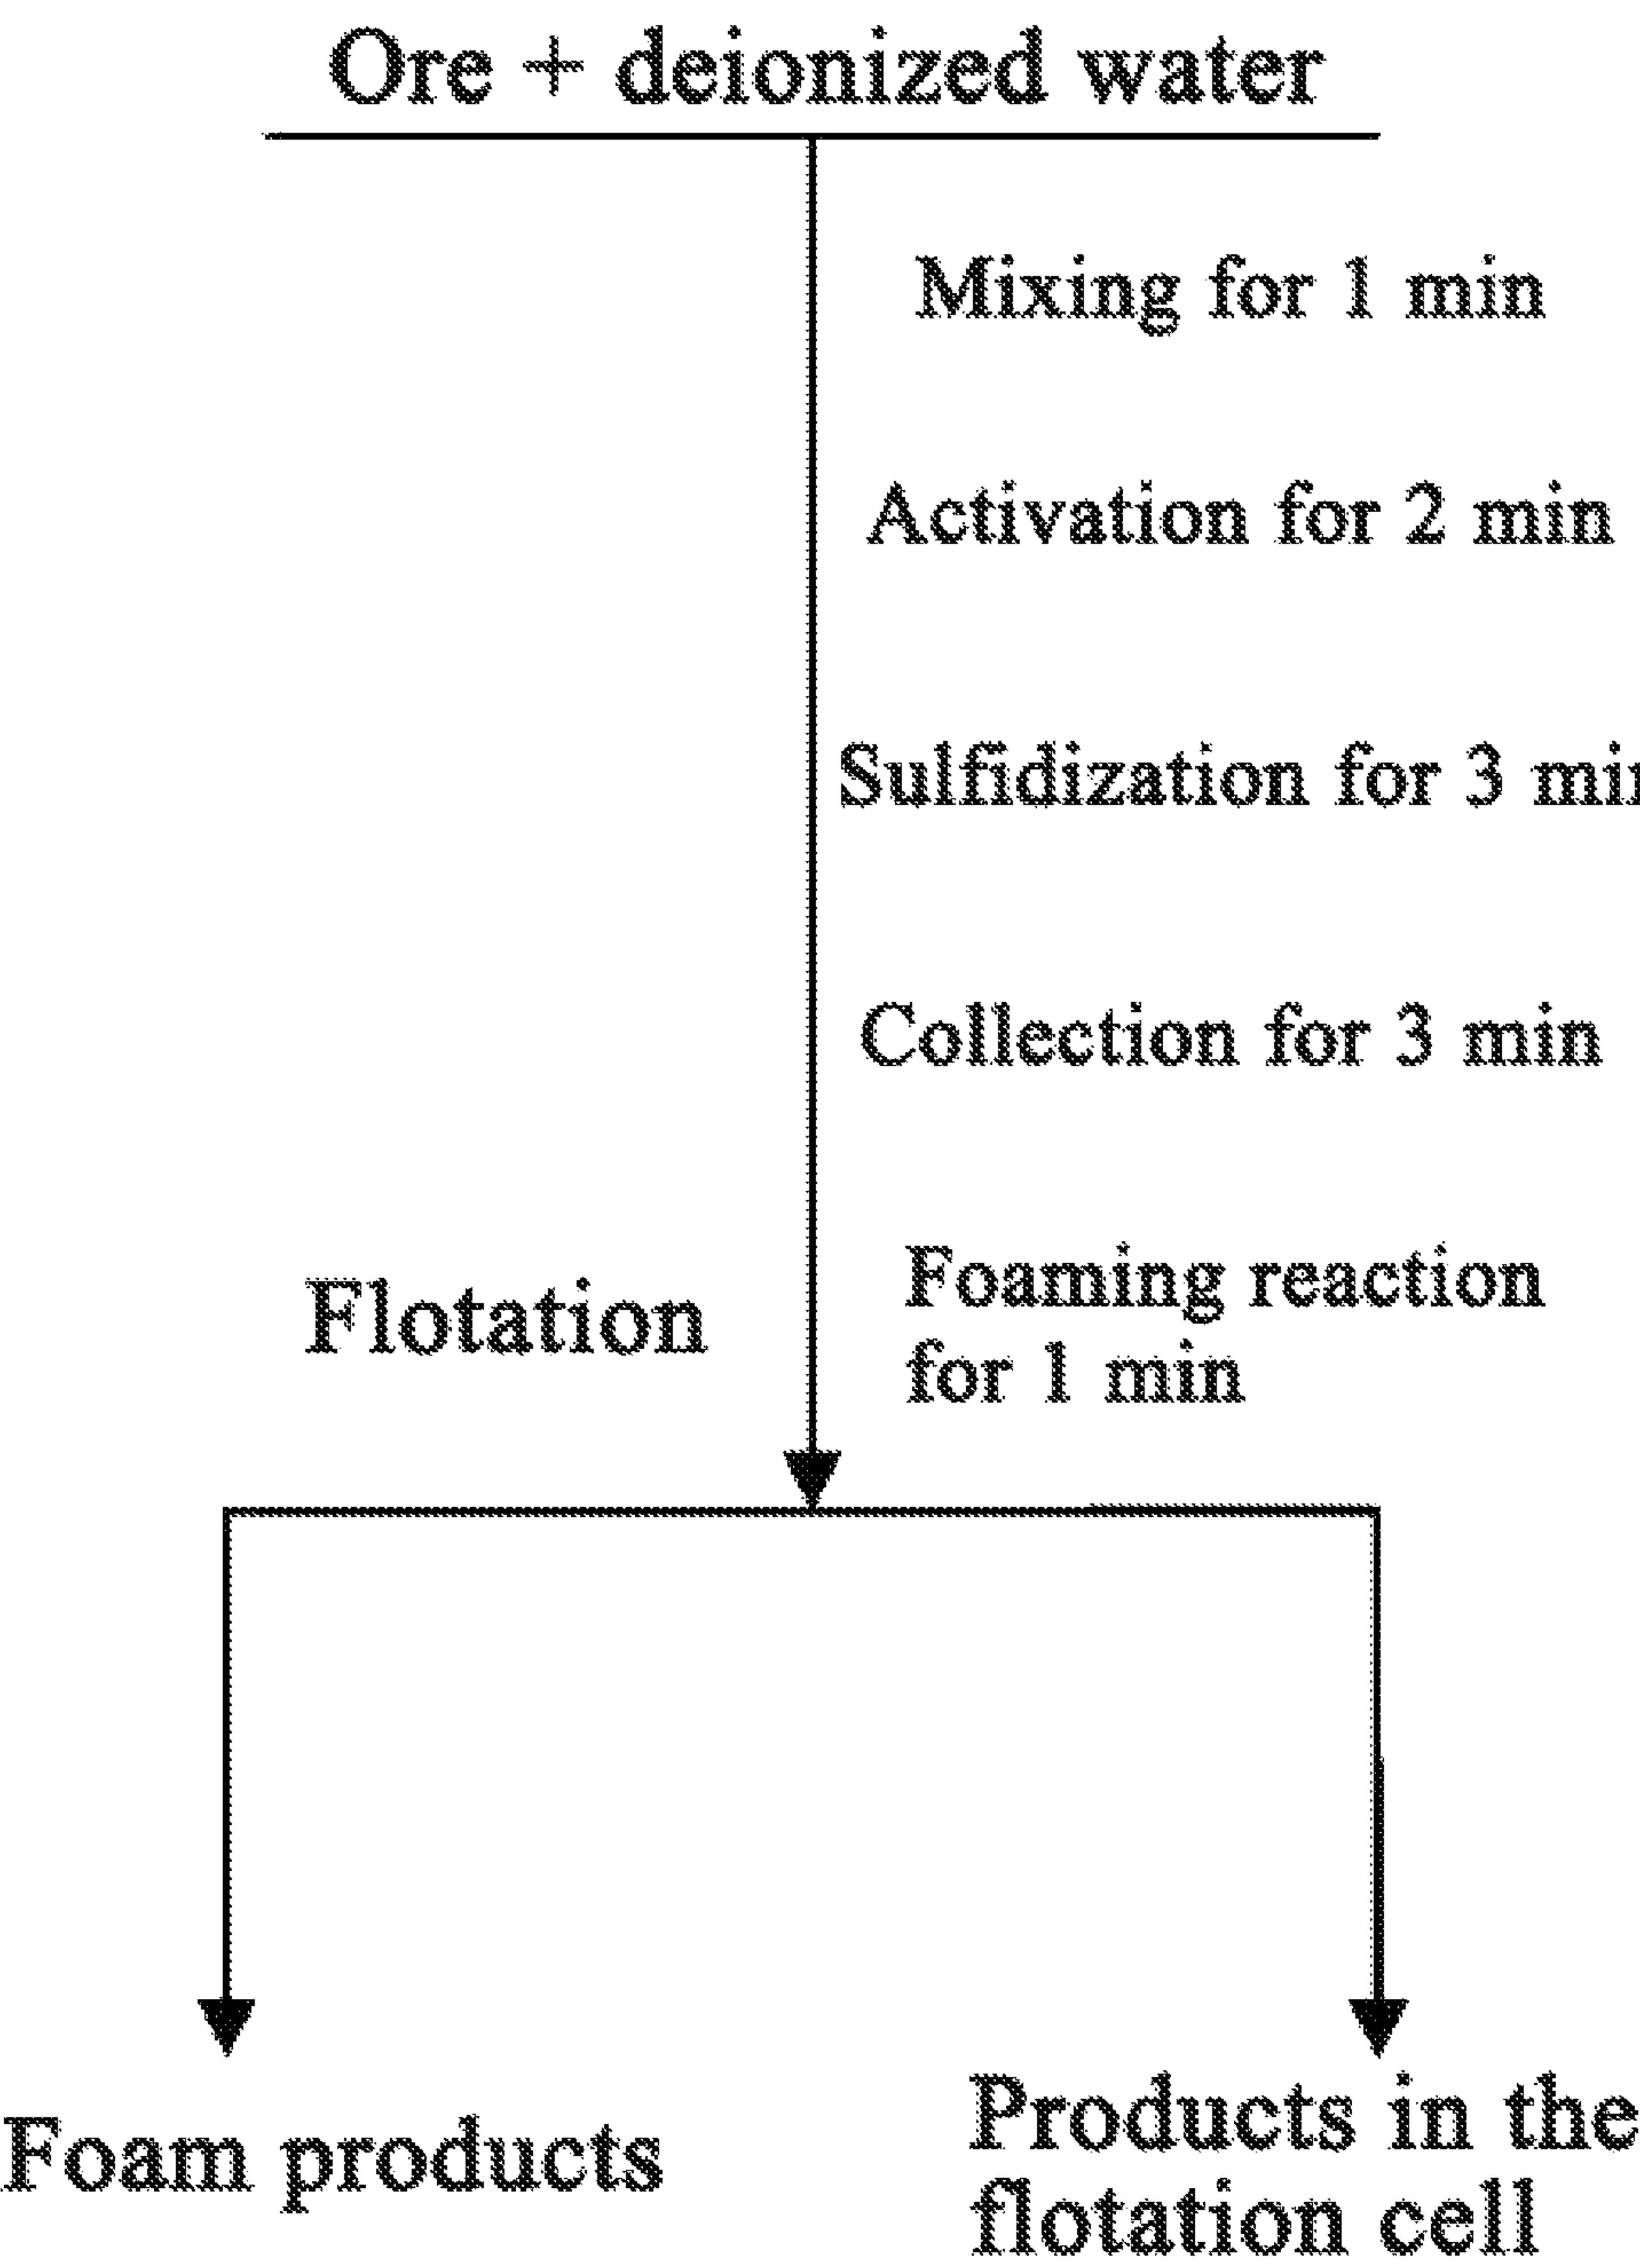 Ore + deionized water
Mixing for 1 min
Activation for 2 min
Sulfidization for 3 min
Collection for 3 min
Flotation
Foaming reaction
for 1 min
Foam products
Products in the
flotation cell